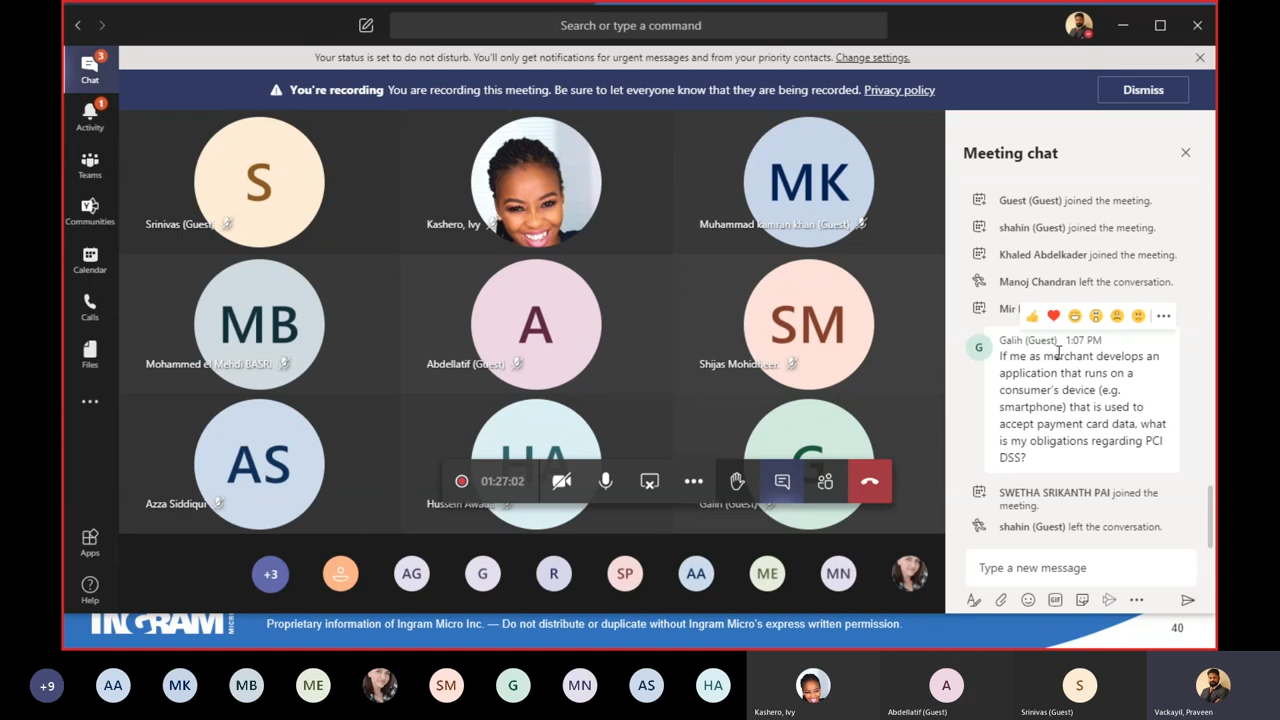 Search or type a command
3
Chat
Your status is set to do not disturb. You'll only get notifications for urgent messages and from your priority contacts. Change settings.
You're recording You are recording this meeting. Be sure to let everyone know that they are being recorded. Privacy policy
Dismiss
1
Activity
Teams
Communities
Calendar
Calls
Files
Apps
Help
S
Srinivas (Guest)
Kashero, Ivy
MK
Muhammad kamran khan (Guest)
MB
Mohammed el Mehdi BASRI
A
Abdellatif (Guest)
SM
Shijas Mohidheer
AS
Azza Siddiqui
HA
Hussein Awada
G
Galih (Guest)
01:27:02
+3
AG
G
R
SP
AA
ME
MN
Meeting chat
Guest (Guest) joined the meeting.
shahin (Guest) joined the meeting.
Khaled Abdelkader joined the meeting.
Manoj Chandran left the conversation.
Mir
G
Galih (Guest) 1:07 PM
If me as merchant develops an
application that runs on a
consumer's device (e.g.
smartphone) that is used to
accept payment card data, what
is my obligations regarding PCI
DSS?
SWETHA SRIKANTH PAI joined the
meeting.
shahin (Guest) left the conversation.
Type a new message
GIF
INGRAM
Proprietary information of Ingram Micro Inc. — Do not distribute or duplicate without Ingram Micro's express written permission.
40
+9
AA
MK
MB
ME
SM
G
MN
AS
HA
Kashero, Ivy
A
Abdellatif (Guest)
S
Srinivas (Guest)
Vackayil, Praveen